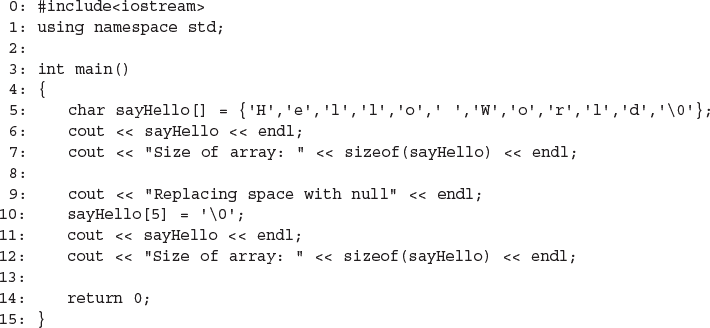 0: #include<iostream>
1: using namespace std;
2:
3: int main()
4: {
5:    char sayHello[] = {'H','e','l','l','o',' ','W','o','r','l','d','\0'};
6:    cout << sayHello << endl;
7:    cout << "Size of array: " << sizeof(sayHello) << endl;
8:
9:    cout << "Replacing space with null" << endl;
10:    sayHello[5] = '\0';
11:    cout << sayHello << endl;
12:    cout << "Size of array: " << sizeof(sayHello) << endl;
13:
14:    return 0;
15: }